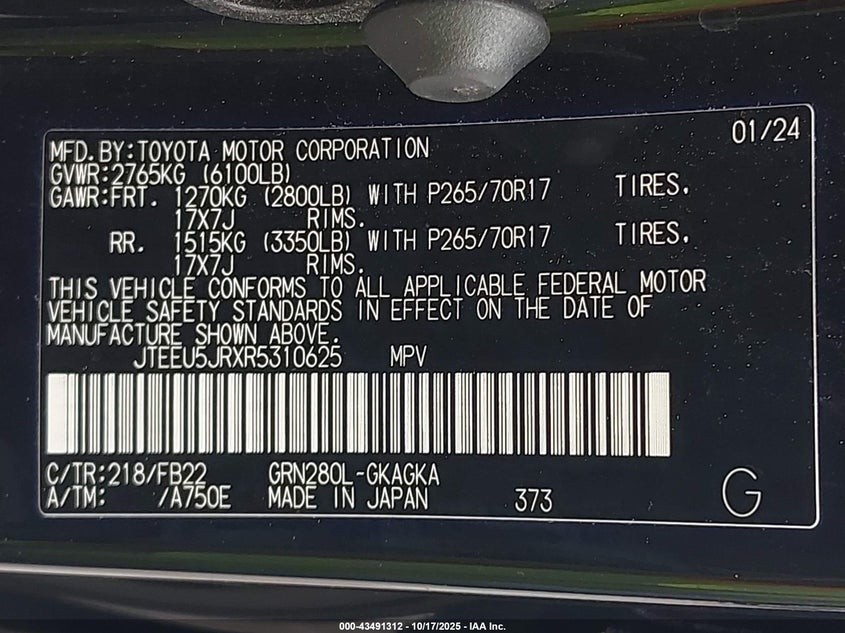 01/24
MFD.BY:TOYOTA MOTOR CORPORATION
GVWR:2765KG (6100LB)
GAWR:FRT. 1270KG (2800LB) WITH P265/70R17 TIRES.
17X7J RIMS.
RR. 1515KG (3350LB) WITH P265/70R17 TIRES.
17X7J RIMS.
THIS VEHICLE CONFORMS TO ALL APPLICABLE FEDERAL MOTOR
VEHICLE SAFETY STANDARDS IN EFFECT ON THE DATE OF
MANUFACTURE SHOWN ABOVE.
JTEEU5JRXR5310625 MPV
C/TR:218/FB22 GRN280L-GKAGKA
A/TM: /A750E MADE IN JAPAN 373 G
000-43491312 - 10/17/2025 - IAA Inc.